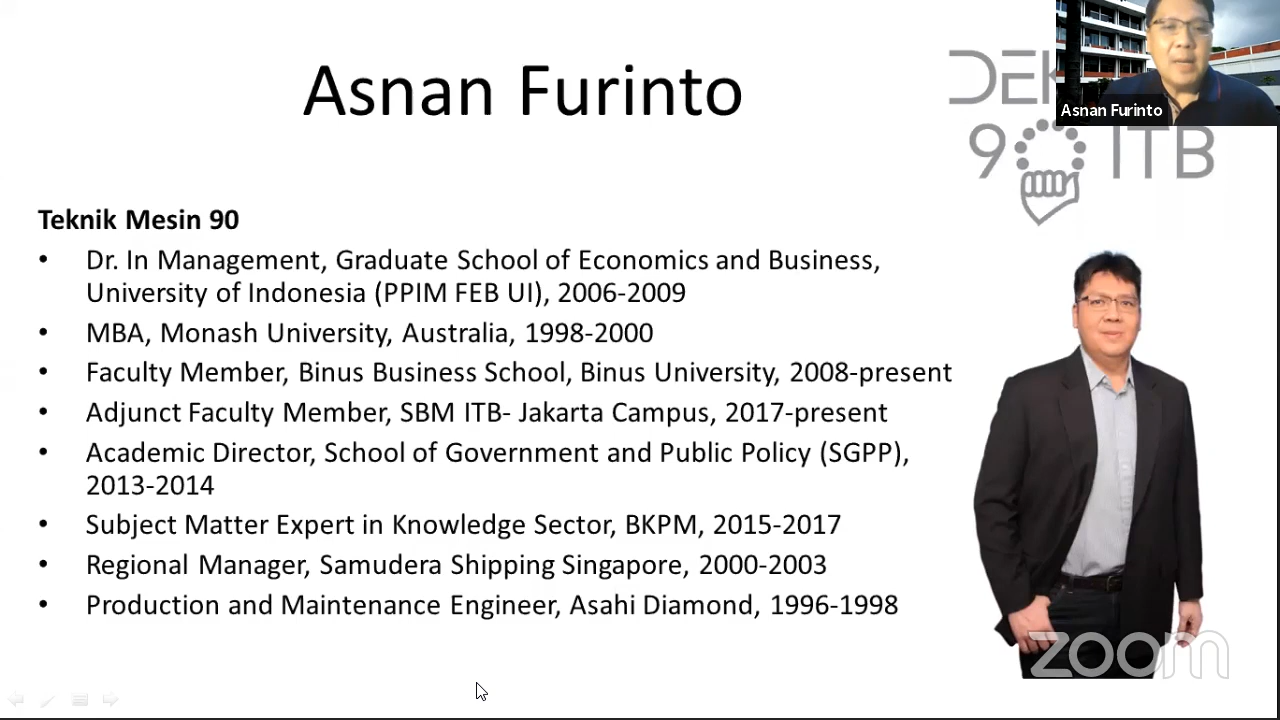 Asnan Furinto
DEK
Asnan Furinto
90 ITB
Teknik Mesin 90
• Dr. In Management, Graduate School of Economics and Business,
University of Indonesia (PPIM FEB UI), 2006-2009
• MBA, Monash University, Australia, 1998-2000
• Faculty Member, Binus Business School, Binus University, 2008-present
• Adjunct Faculty Member, SBM ITB- Jakarta Campus, 2017-present
• Academic Director, School of Government and Public Policy (SGPP),
2013-2014
• Subject Matter Expert in Knowledge Sector, BKPM, 2015-2017
• Regional Manager, Samudera Shipping Singapore, 2000-2003
• Production and Maintenance Engineer, Asahi Diamond, 1996-1998
zoom